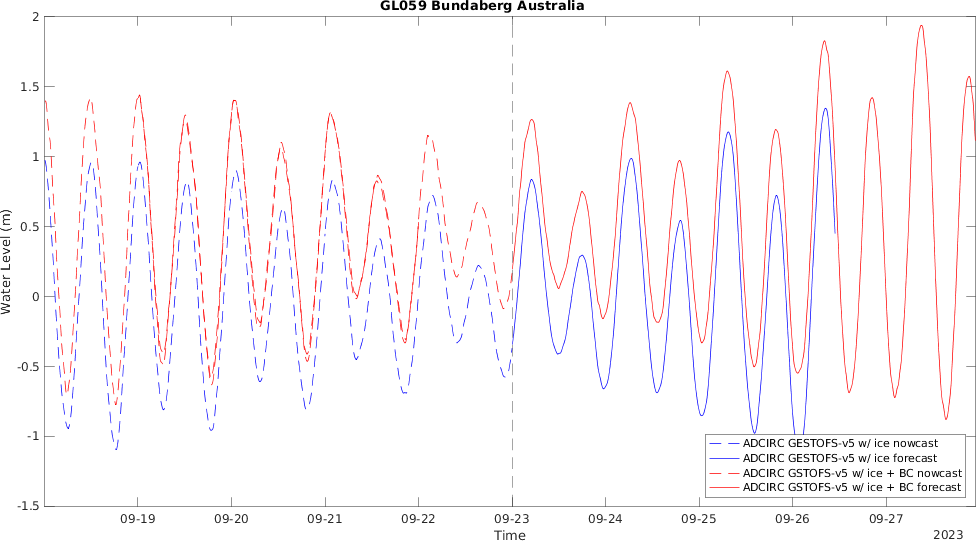 GL059 Bundaberg Australia
2
1.5
1
0.5
0
-0.5
-1
-1.5
Water Level (m)
ADCIRC GESTOFS-v5 w/ ice nowcast
ADCIRC GESTOFS-v5 w/ ice forecast
ADCIRC GSTOFS-v5 w/ ice + BC nowcast
ADCIRC GSTOFS-v5 w/ ice + BC forecast
09-19 09-20 09-21 09-22 09-23 09-24 09-25 09-26 09-27
Time
2023